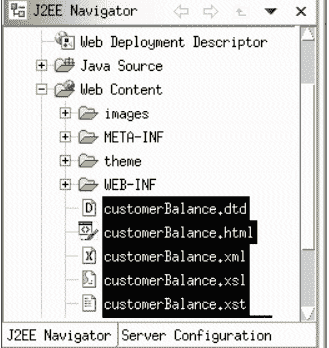 J2EE Navigator
Web Deployment Descriptor
Java Source
Web Content
images
META-INF
theme
WEB-INF
customerBalance.dtd
customerBalance.html
customerBalance.xml
customerBalance.xsl
customerBalance.xst
J2EE Navigator Server Configuration